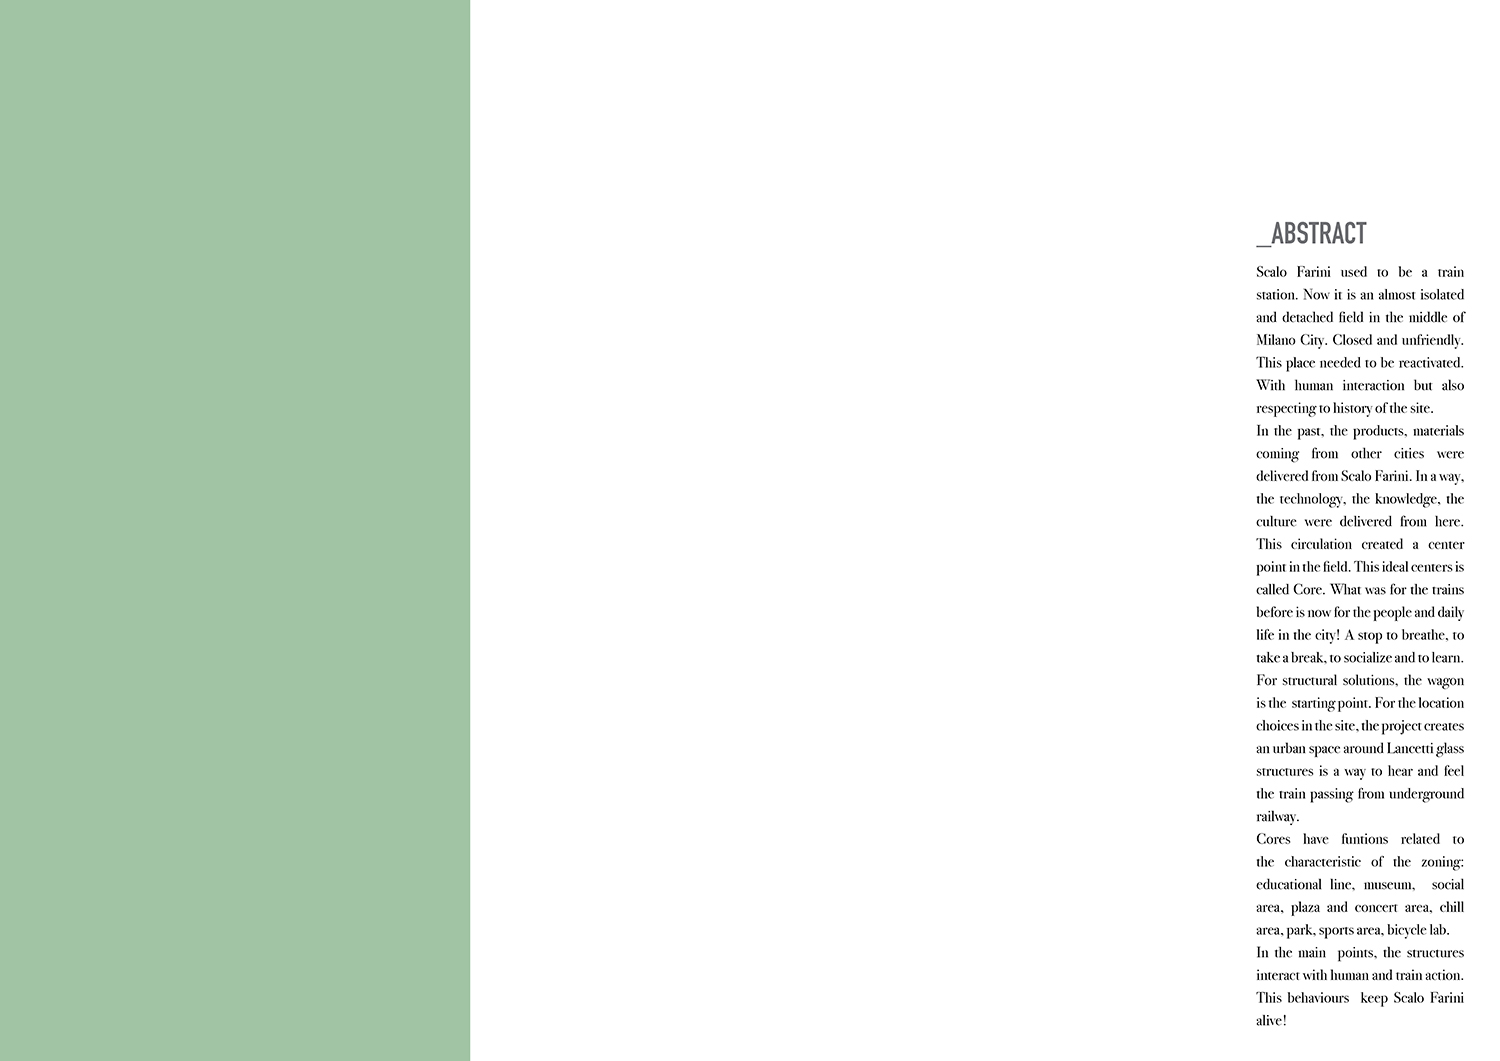 _ABSTRACT
Scalo Farini used to be a train
station. Now it is an almost isolated
and detached field in the middle of
Milano City. Closed and unfriendly.
This place needed to be reactivated.
With human interaction but also
respecting to history of the site.
In the past, the products, materials
coming from other cities were
delivered from Scalo Farini. In a way,
the technology, the knowledge, the
culture were delivered from here.
This circulation created a center
point in the field. This ideal centers is
called Core. What was for the trains
before is now for the people and daily
life in the city! A stop to breathe, to
take a break, to socialize and to learn.
For structural solutions, the wagon
is the starting point. For the location
choices in the site, the project creates
an urban space around Lancetti glass
structures is a way to hear and feel
the train passing from underground
railway.
Cores have funtions related to
the characteristic of the zoning:
educational line, museum, social
area, plaza and concert area, chill
area, park, sports area, bicycle lab.
In the main points, the structures
interact with human and train action.
This behaviours keep Scalo Farini
alive!